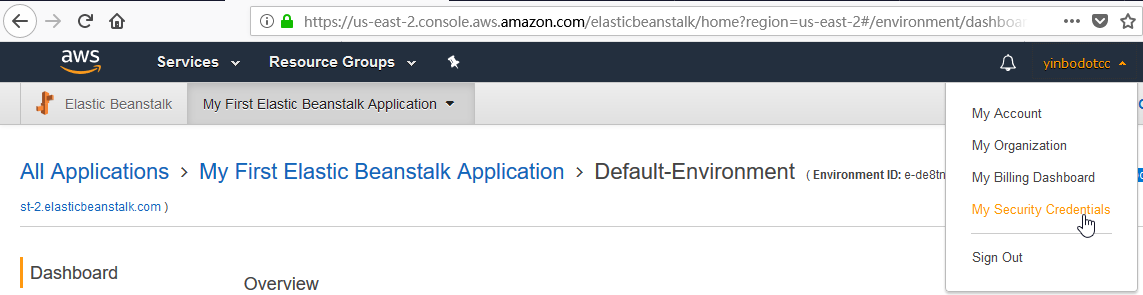 https://us-east-2.console.aws.amazon.com/elasticbeanstalk/home?region=us-east-2#/environment/dashboa
aws Services Resource Groups yinbodotcc
Elastic Beanstalk My First Elastic Beanstalk Application
My Account
My Organization
My Billing Dashboard
My Security Credentials
Sign Out
All Applications > My First Elastic Beanstalk Application > Default-Environment ( Environment ID: e-de8tn
st-2.elasticbeanstalk.com )
Dashboard
Overview